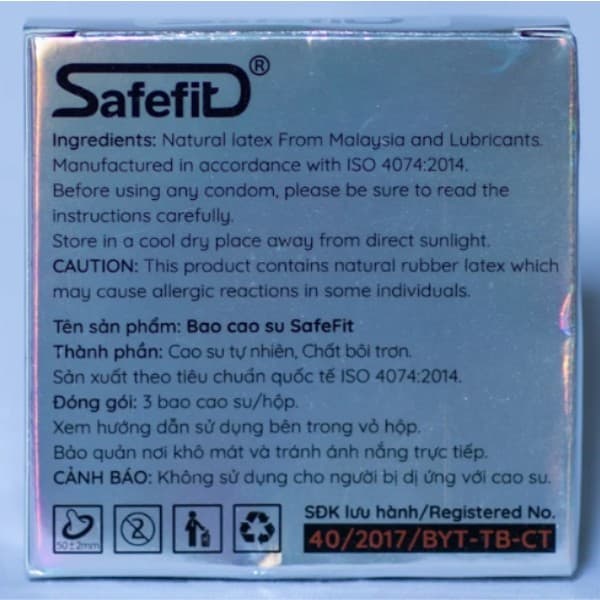 SafefiT®
Ingredients: Natural latex From Malaysia and Lubricants.
Manufactured in accordance with ISO 4074:2014.
Before using any condom, please be sure to read the
instructions carefully.
Store in a cool dry place away from direct sunlight.
CAUTION: This product contains natural rubber latex which
may cause allergic reactions in some individuals.
Tên sản phẩm: Bao cao su SafeFit
Thành phần: Cao su tự nhiên, Chất bôi trơn.
Sản xuất theo tiêu chuẩn quốc tế ISO 4074:2014.
Đóng gói: 3 bao cao su/hộp.
Xem hướng dẫn sử dụng bên trong vỏ hộp.
Bảo quản nơi khô mát và tránh ánh nắng trực tiếp.
CẢNH BÁO: Không sử dụng cho người bị dị ứng với cao su.
50±2mm
2
SĐK lưu hành/Registered No.
40/2017/BYT-TB-CT